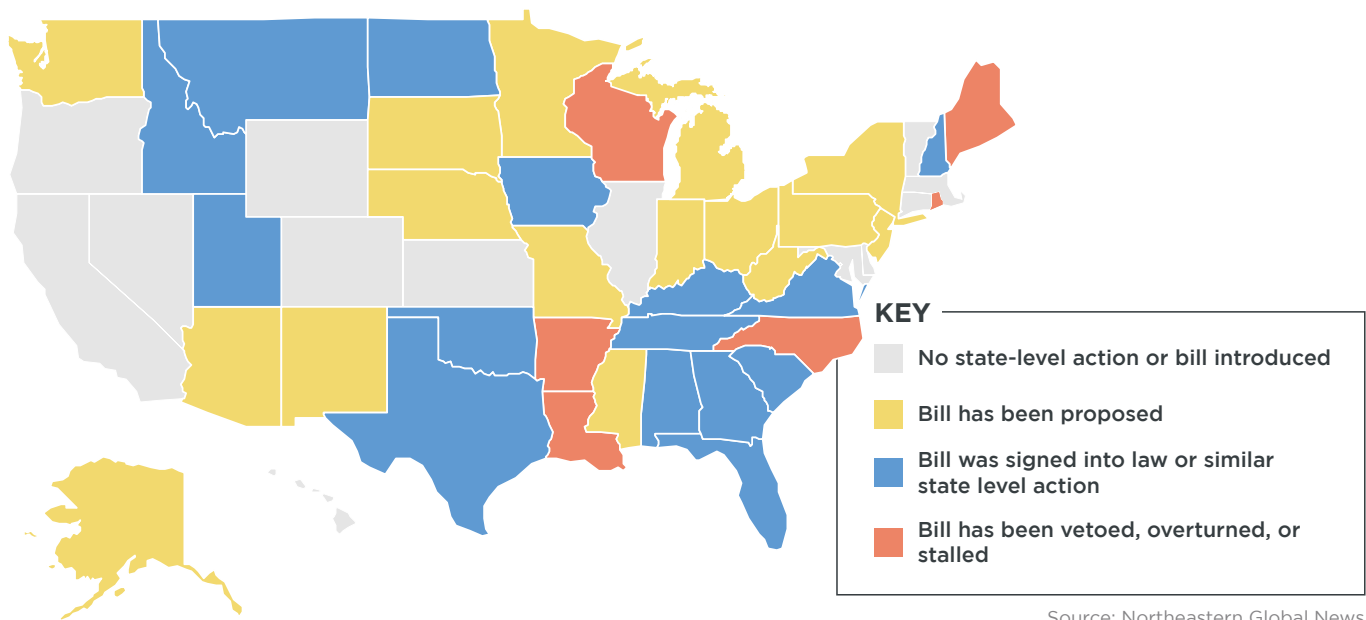 KEY
No state-level action or bill introduced
Bill has been proposed
Bill was signed into law or similar
state level action
Bill has been vetoed, overturned, or
stalled
Source: Northeastern Global News